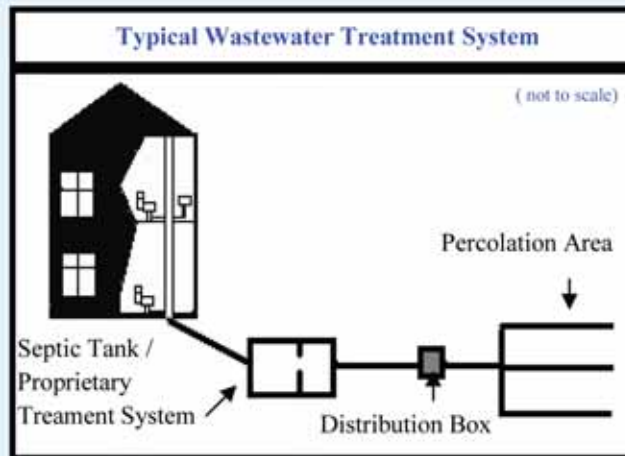 Typical Wastewater Treatment System
( not to scale)
Percolation Area
Septic Tank /
Proprietary
Treament System
Distribution Box